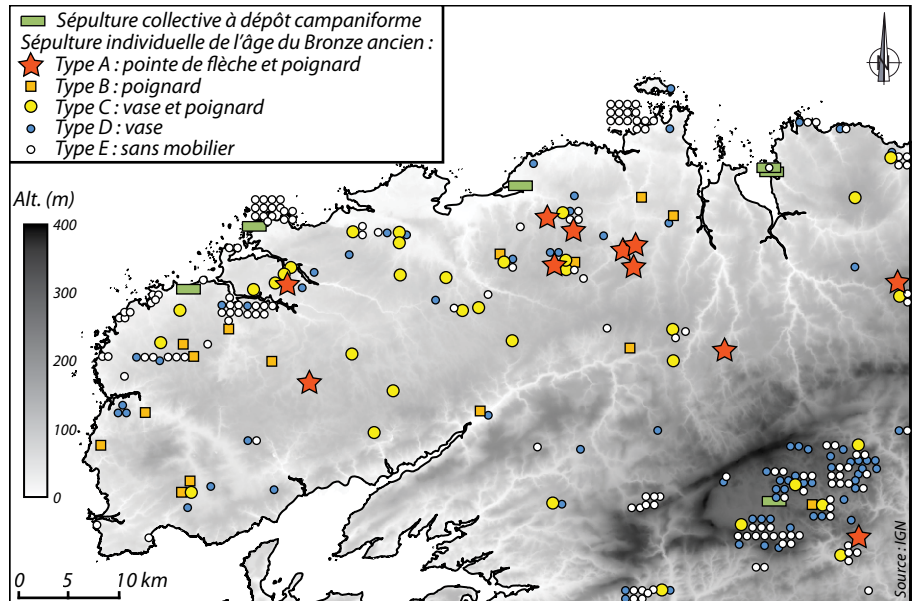 Sépulture collective à dépôt campaniforme
Sépulture individuelle de l'âge du Bronze ancien :
Type A : pointe de flèche et poignard
Type B : poignard
Type C : vase et poignard
Type D : vase
Type E : sans mobilier
N
Alt. (m)
400
300
200
100
0
0 5 10 km
Source : IGN